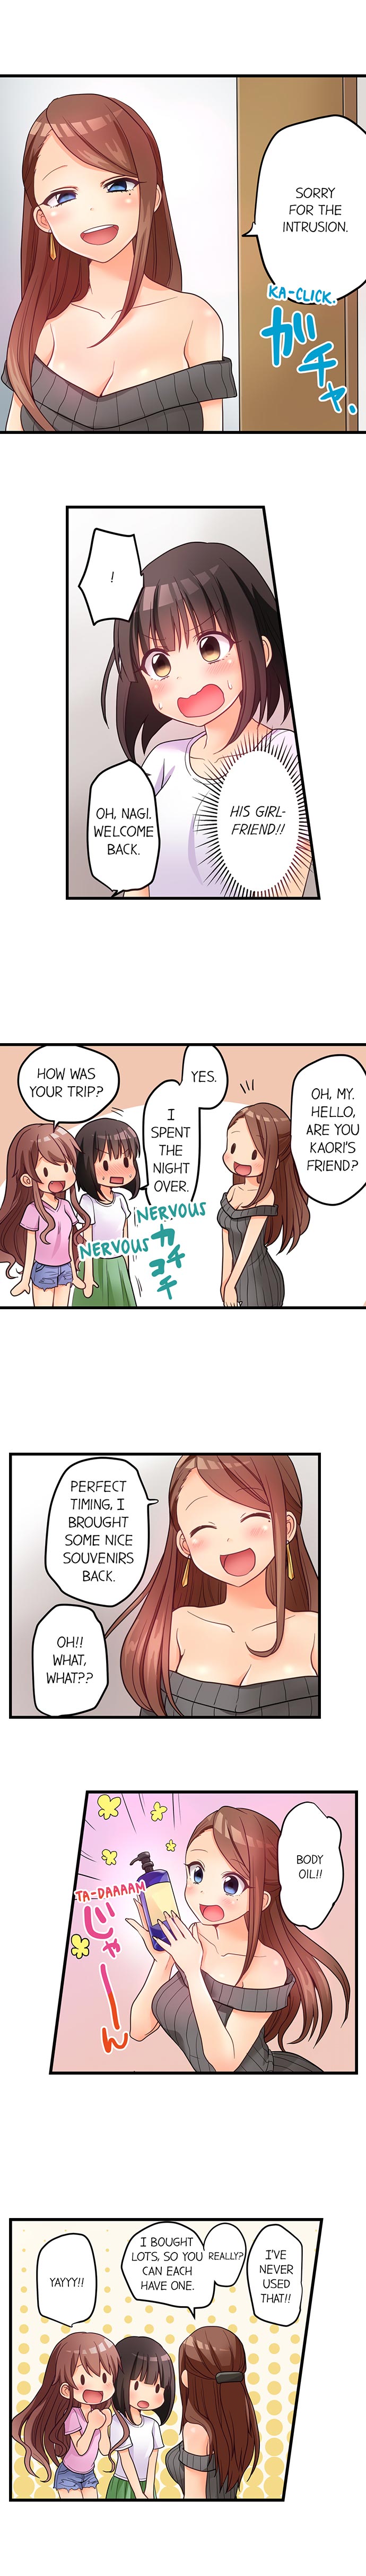 SORRY
FOR THE
INTRUSION.
KA-CLICK.
ガチャ.
!
HIS GIRL-
FRIEND!!
OH, NAGI.
WELCOME
BACK.
HOW WAS
YOUR TRIP?
YES.
I
SPENT
THE
NIGHT
OVER.
OH, MY.
HELLO,
ARE YOU
KAORI'S
FRIEND?
NERVOUS
NERVOUS
カチ
コチ
PERFECT
TIMING, I
BROUGHT
SOME NICE
SOUVENIRS
BACK.
OH!!
WHAT,
WHAT??
BODY
OIL!!
TA-DAAAAM
じゃーん
I'VE
NEVER
USED
THAT!!
REALLY?
I BOUGHT
LOTS, SO YOU
CAN EACH
HAVE ONE.
YAYYY!!